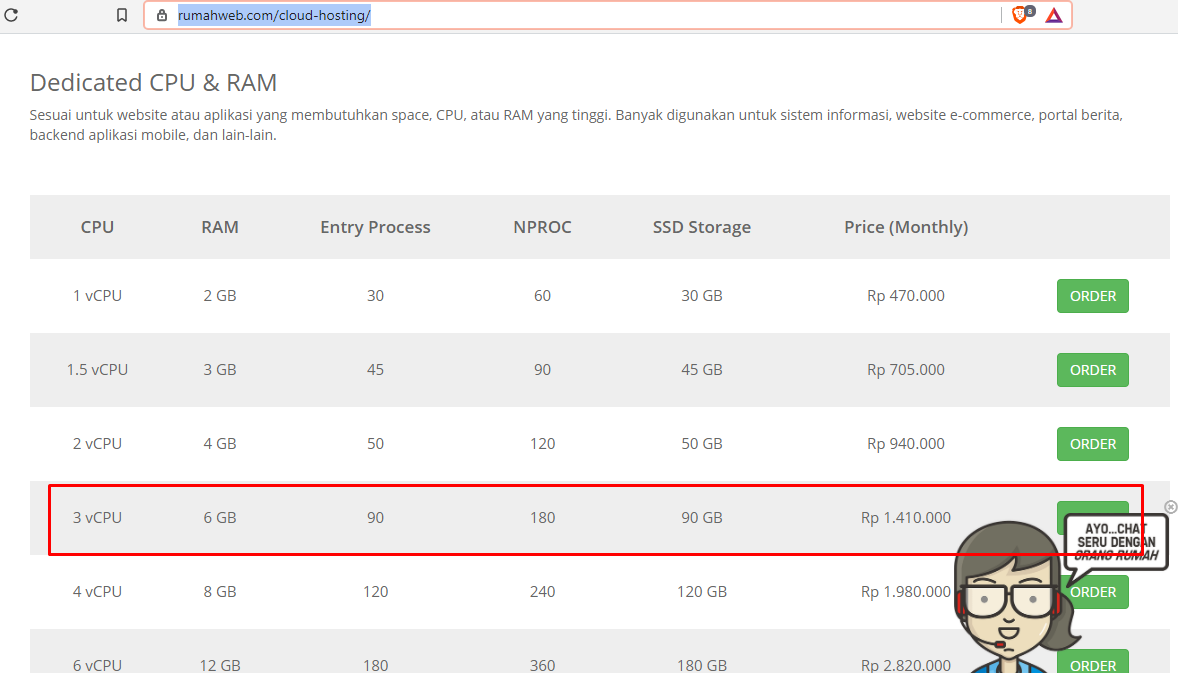 rumahweb.com/cloud-hosting/
8
Dedicated CPU & RAM
Sesuai untuk website atau aplikasi yang membutuhkan space, CPU, atau RAM yang tinggi. Banyak digunakan untuk sistem informasi, website e-commerce, portal berita,
backend aplikasi mobile, dan lain-lain.
CPU RAM Entry Process NPROC SSD Storage Price (Monthly)
1 vCPU 2 GB 30 60 30 GB Rp 470.000 ORDER
1.5 vCPU 3 GB 45 90 45 GB Rp 705.000 ORDER
2 vCPU 4 GB 50 120 50 GB Rp 940.000 ORDER
3 vCPU 6 GB 90 180 90 GB Rp 1.410.000
AYO...CHAT
SERU DENGAN
ORANG RUMAH
4 vCPU 8 GB 120 240 120 GB Rp 1.980.000 ORDER
6 vCPU 12 GB 180 360 180 GB Rp 2.820.000 ORDER